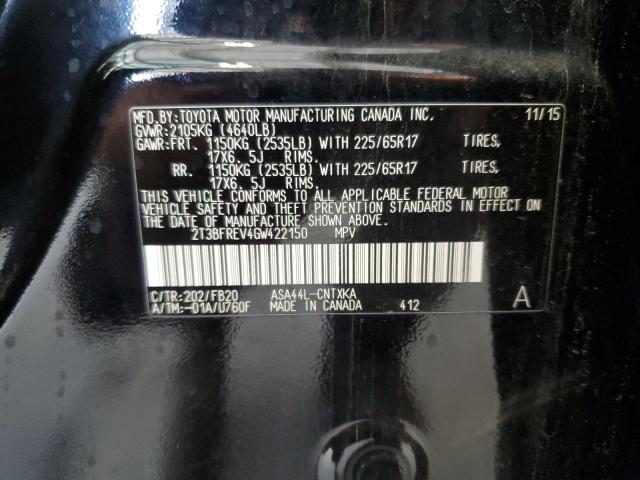 MFD.BY:TOYOTA MOTOR MANUFACTURING CANADA INC. 11/15
GVWR:2105KG (4640LB)
GAWR:FRT. 1150KG (2535LB) WITH 225/65R17 TIRES,
17X6.5J RIMS.
RR. 1150KG (2535LB) WITH 225/65R17 TIRES,
17X6.5J RIMS.
THIS VEHICLE CONFORMS TO ALL APPLICABLE FEDERAL MOTOR
VEHICLE SAFETY AND THEFT PREVENTION STANDARDS IN EFFECT ON
THE DATE OF MANUFACTURE SHOWN ABOVE.
2T3BFREV4GW422150 MPV
C/TR:202/FB20 ASA44L-CNTXKA
A/TM:-01A/U760F MADE IN CANADA 412 A